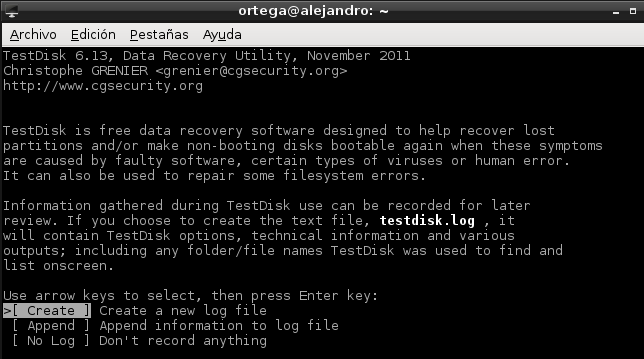 ortega@alejandro: ~
Archivo Edición Pestañas Ayuda
TestDisk 6.13, Data Recovery Utility, November 2011
Christophe GRENIER <grenier@cgsecurity.org>
http://www.cgsecurity.org
TestDisk is free data recovery software designed to help recover lost
partitions and/or make non-booting disks bootable again when these symptoms
are caused by faulty software, certain types of viruses or human error.
It can also be used to repair some filesystem errors.
Information gathered during TestDisk use can be recorded for later
review. If you choose to create the text file, testdisk.log , it
will contain TestDisk options, technical information and various
outputs; including any folder/file names TestDisk was used to find and
list onscreen.
Use arrow keys to select, then press Enter key:
>[ Create ] Create a new log file
[ Append ] Append information to log file
[ No Log ] Don't record anything